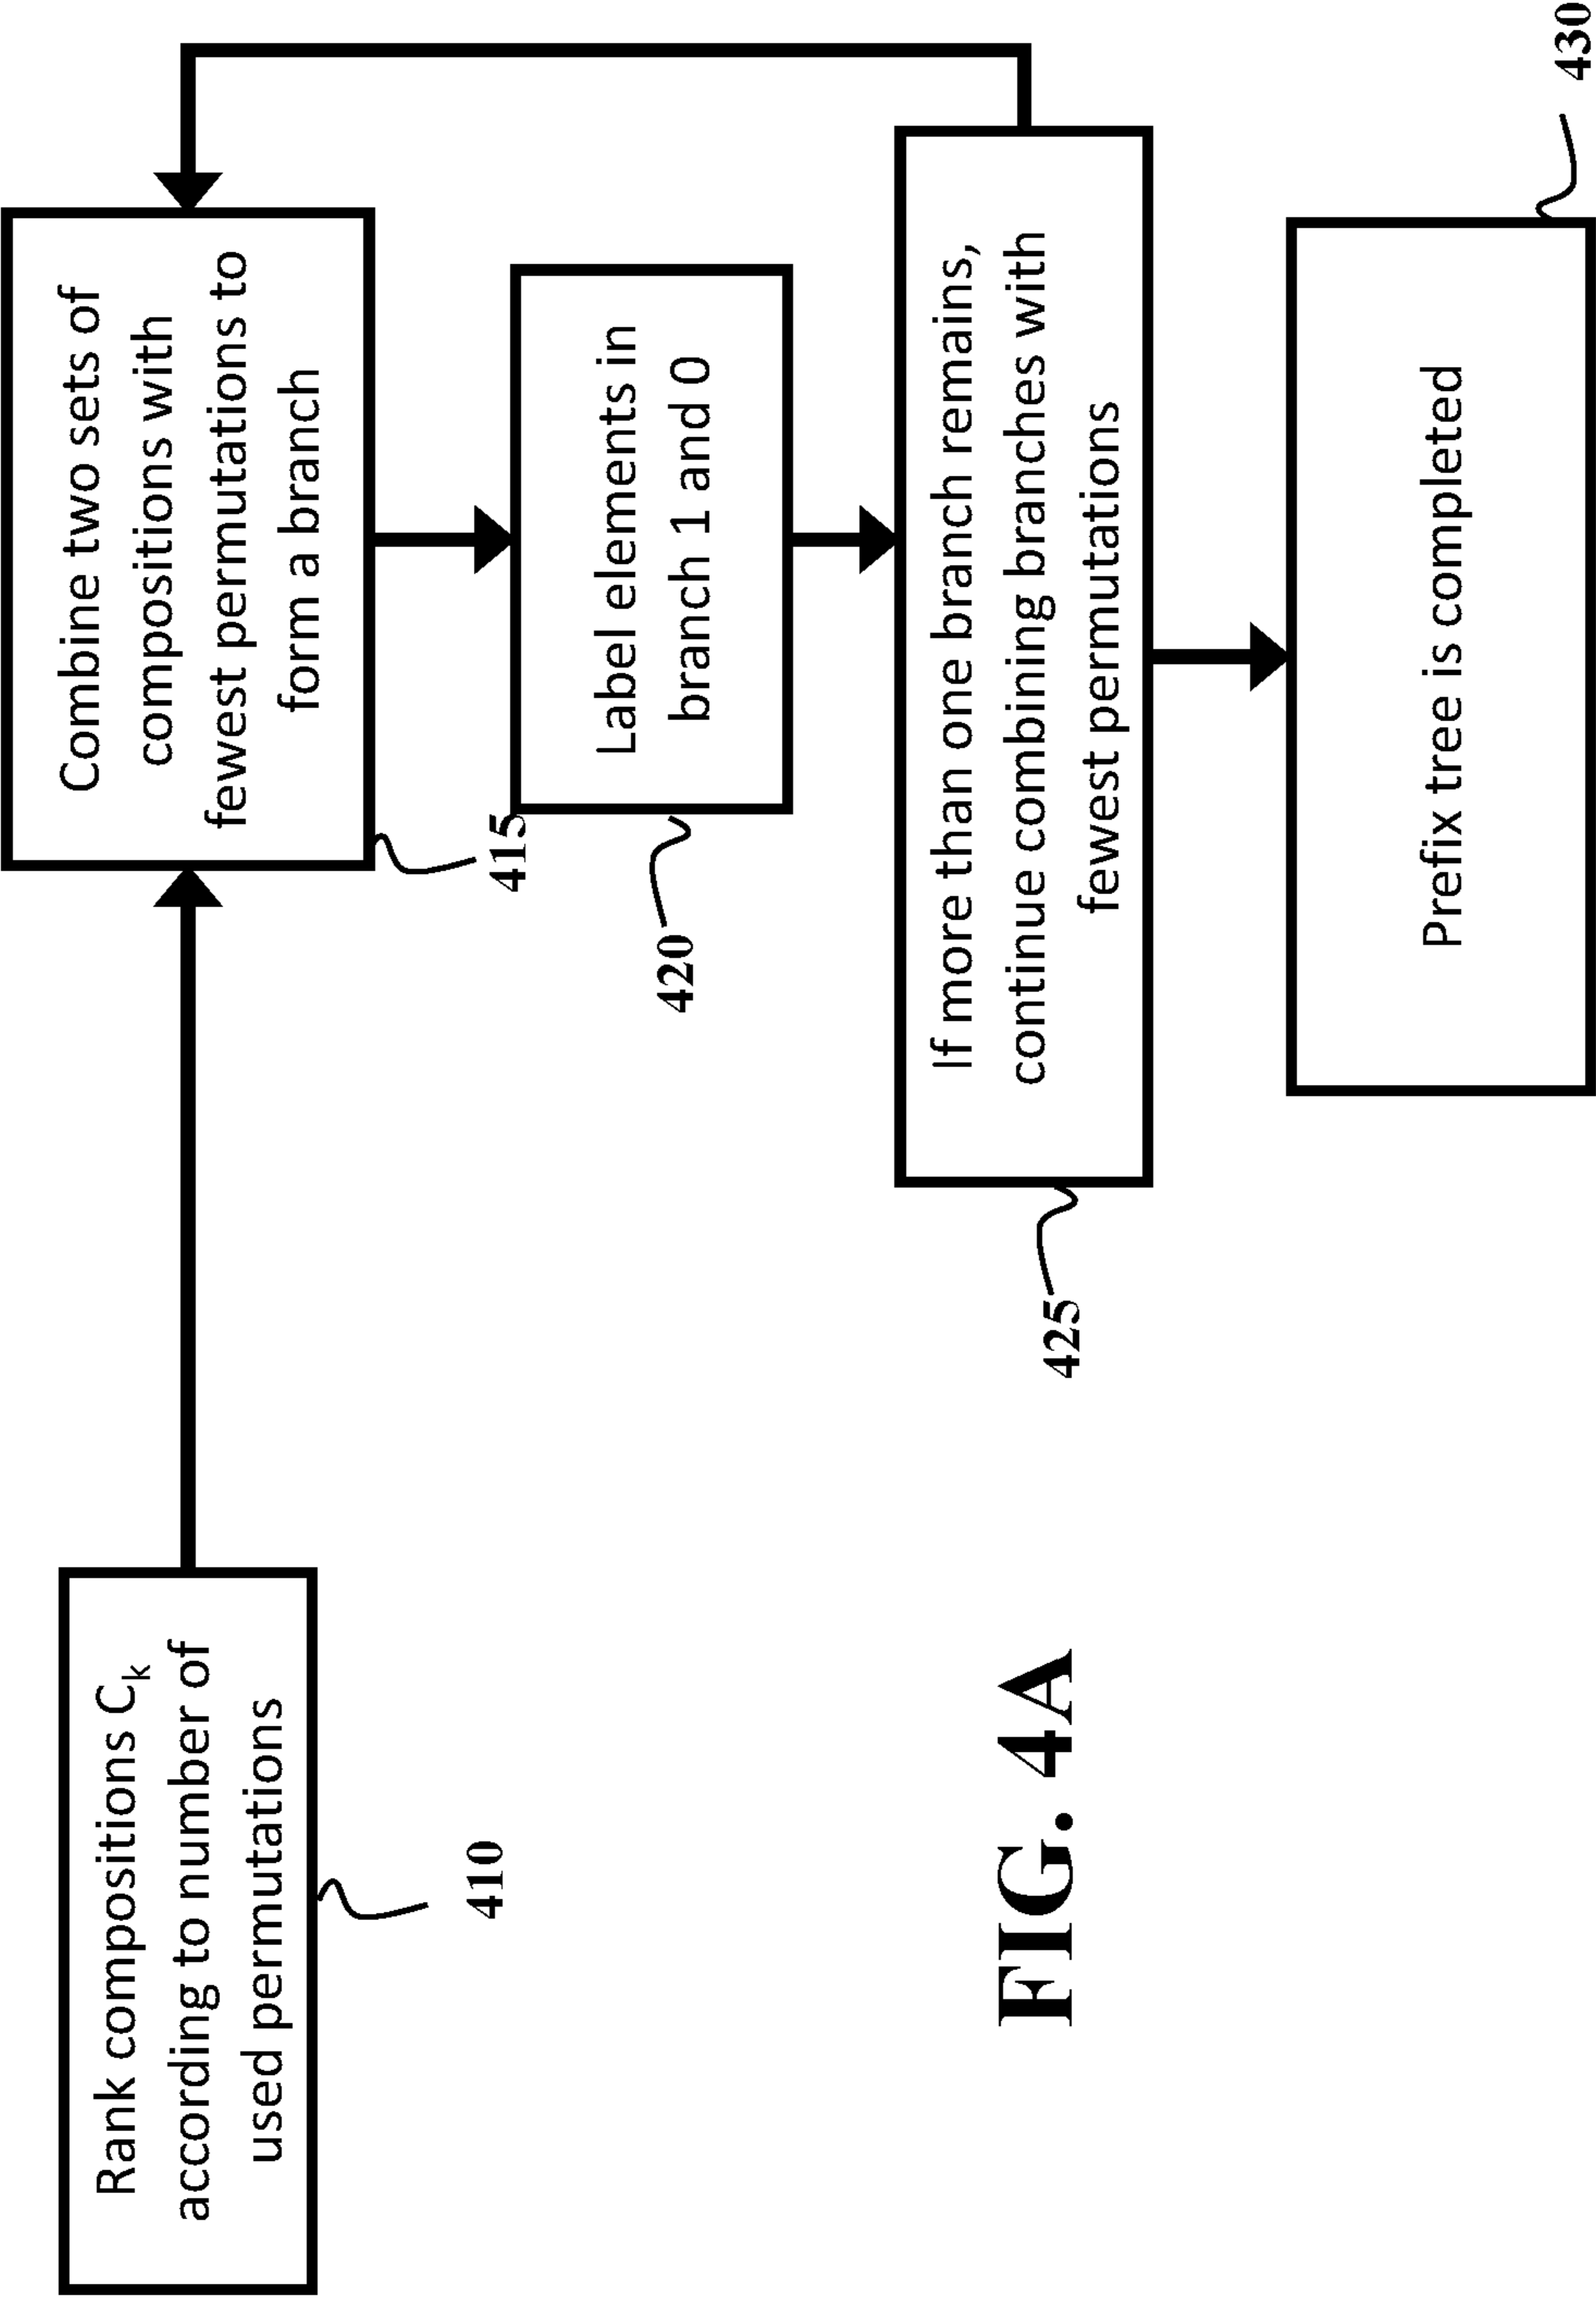 Rank compositions Cₖ
according to number of
used permutations
410
Combine two sets of
compositions with
fewest permutations to
form a branch
415
Label elements in
branch 1 and 0
420
If more than one branch remains,
continue combining branches with
fewest permutations
425
Prefix tree is completed
430
FIG. 4A